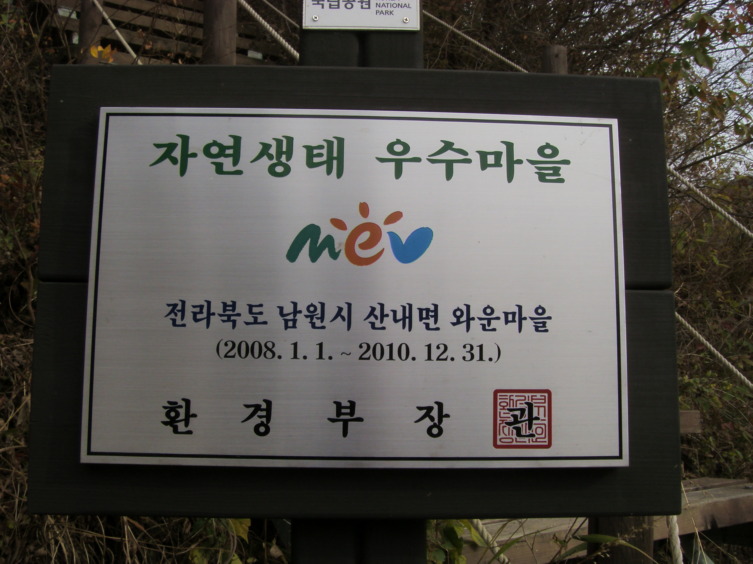 국립공원 NATIONAL
PARK
자연생태 우수마을
mev
전라북도 남원시 산내면 와운마을
(2008. 1. 1. ~ 2010. 12. 31.)
환 경 부 장 관